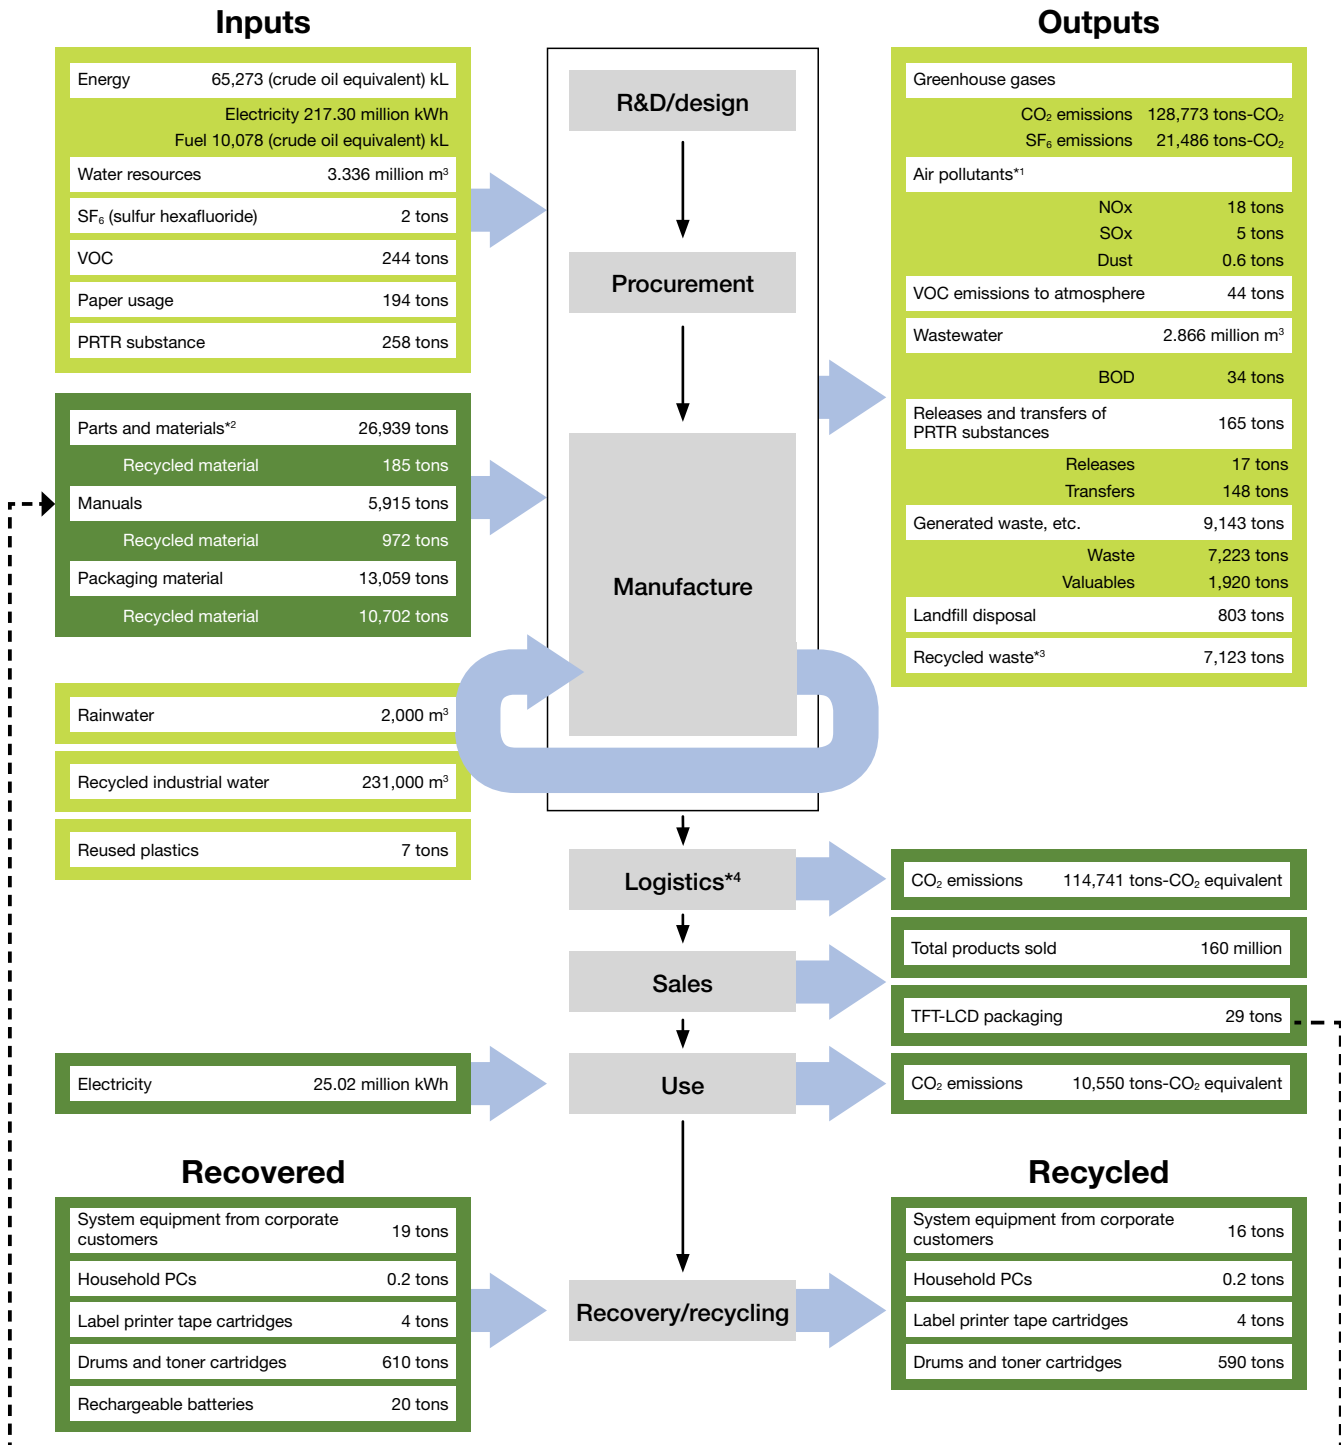 Inputs
Energy 65,273 (crude oil equivalent) kL
Electricity 217.30 million kWh
Fuel 10,078 (crude oil equivalent) kL
Water resources 3.336 million m³
SF₆ (sulfur hexafluoride) 2 tons
VOC 244 tons
Paper usage 194 tons
PRTR substance 258 tons
Parts and materials*2 26,939 tons
Recycled material 185 tons
Manuals 5,915 tons
Recycled material 972 tons
Packaging material 13,059 tons
Recycled material 10,702 tons
Rainwater 2,000 m³
Recycled industrial water 231,000 m³
Reused plastics 7 tons
Electricity 25.02 million kWh
R&D/design
Procurement
Manufacture
Logistics*4
Sales
Use
Recovery/recycling
Outputs
Greenhouse gases
CO₂ emissions 128,773 tons-CO₂
SF₆ emissions 21,486 tons-CO₂
Air pollutants*1
NOx 18 tons
SOx 5 tons
Dust 0.6 tons
VOC emissions to atmosphere 44 tons
Wastewater 2.866 million m³
BOD 34 tons
Releases and transfers of
PRTR substances 165 tons
Releases 17 tons
Transfers 148 tons
Generated waste, etc. 9,143 tons
Waste 7,223 tons
Valuables 1,920 tons
Landfill disposal 803 tons
Recycled waste*3 7,123 tons
CO₂ emissions 114,741 tons-CO₂ equivalent
Total products sold 160 million
TFT-LCD packaging 29 tons
CO₂ emissions 10,550 tons-CO₂ equivalent
Recovered
System equipment from corporate
customers 19 tons
Household PCs 0.2 tons
Label printer tape cartridges 4 tons
Drums and toner cartridges 610 tons
Rechargeable batteries 20 tons
Recycled
System equipment from corporate
customers 16 tons
Household PCs 0.2 tons
Label printer tape cartridges 4 tons
Drums and toner cartridges 590 tons